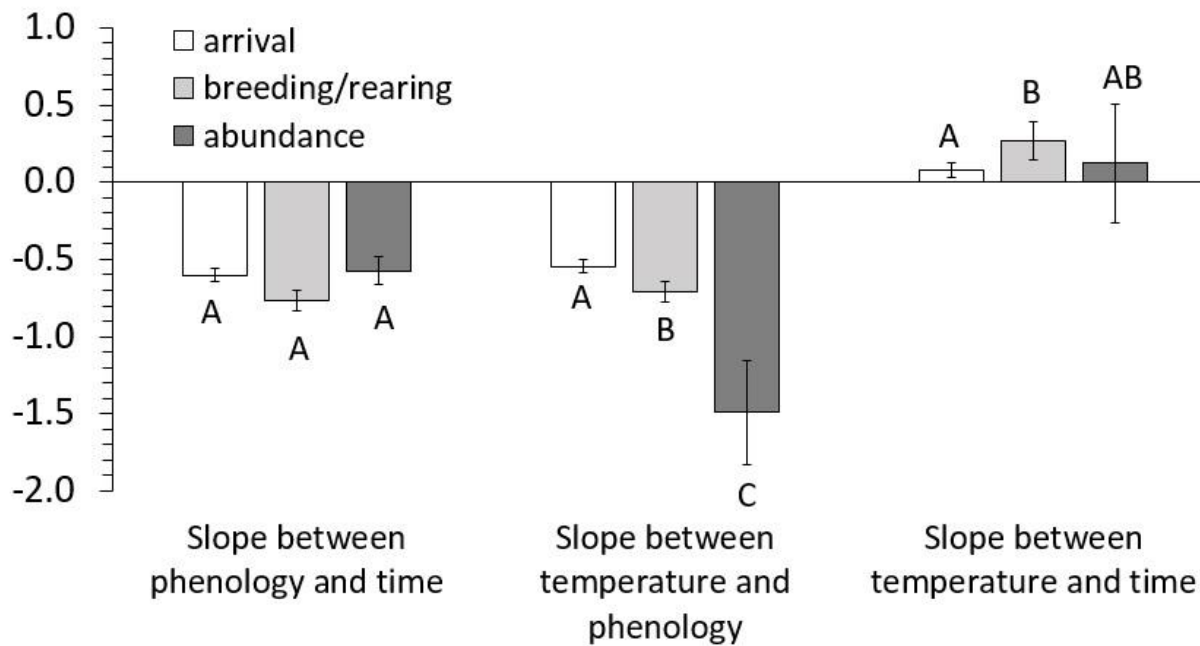 1.0
0.5
0.0
-0.5
-1.0
-1.5
-2.0
arrival
breeding/rearing
abundance
A
A
A
A
B
C
A
B
AB
Slope between
phenology and time
Slope between
temperature and
phenology
Slope between
temperature and time